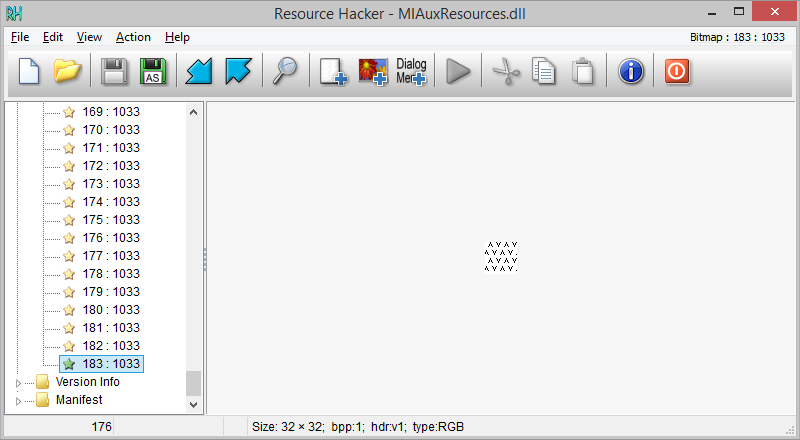 RH
Resource Hacker - MIAuxResources.dll
File Edit View Action Help
Bitmap : 183 : 1033
AS
Dialog
Menu
169 : 1033
170 : 1033
171 : 1033
172 : 1033
173 : 1033
174 : 1033
175 : 1033
176 : 1033
177 : 1033
178 : 1033
179 : 1033
180 : 1033
181 : 1033
182 : 1033
183 : 1033
Version Info
Manifest
176
Size: 32 × 32; bpp:1; hdr:v1; type:RGB